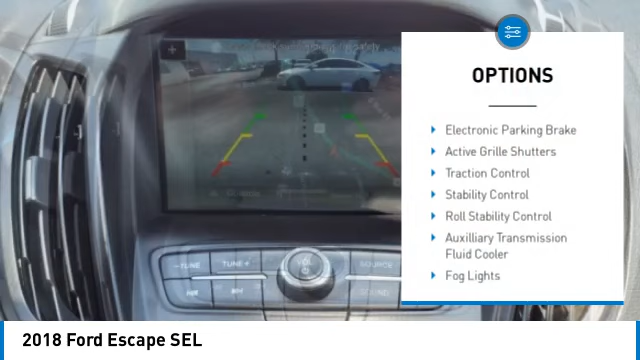 OPTIONS
Electronic Parking Brake
Active Grille Shutters
Traction Control
Stability Control
Roll Stability Control
Auxilliary Transmission
Fluid Cooler
Fog Lights
- TUNE
TUNE +
SOURCE
SOUND
2018 Ford Escape SEL